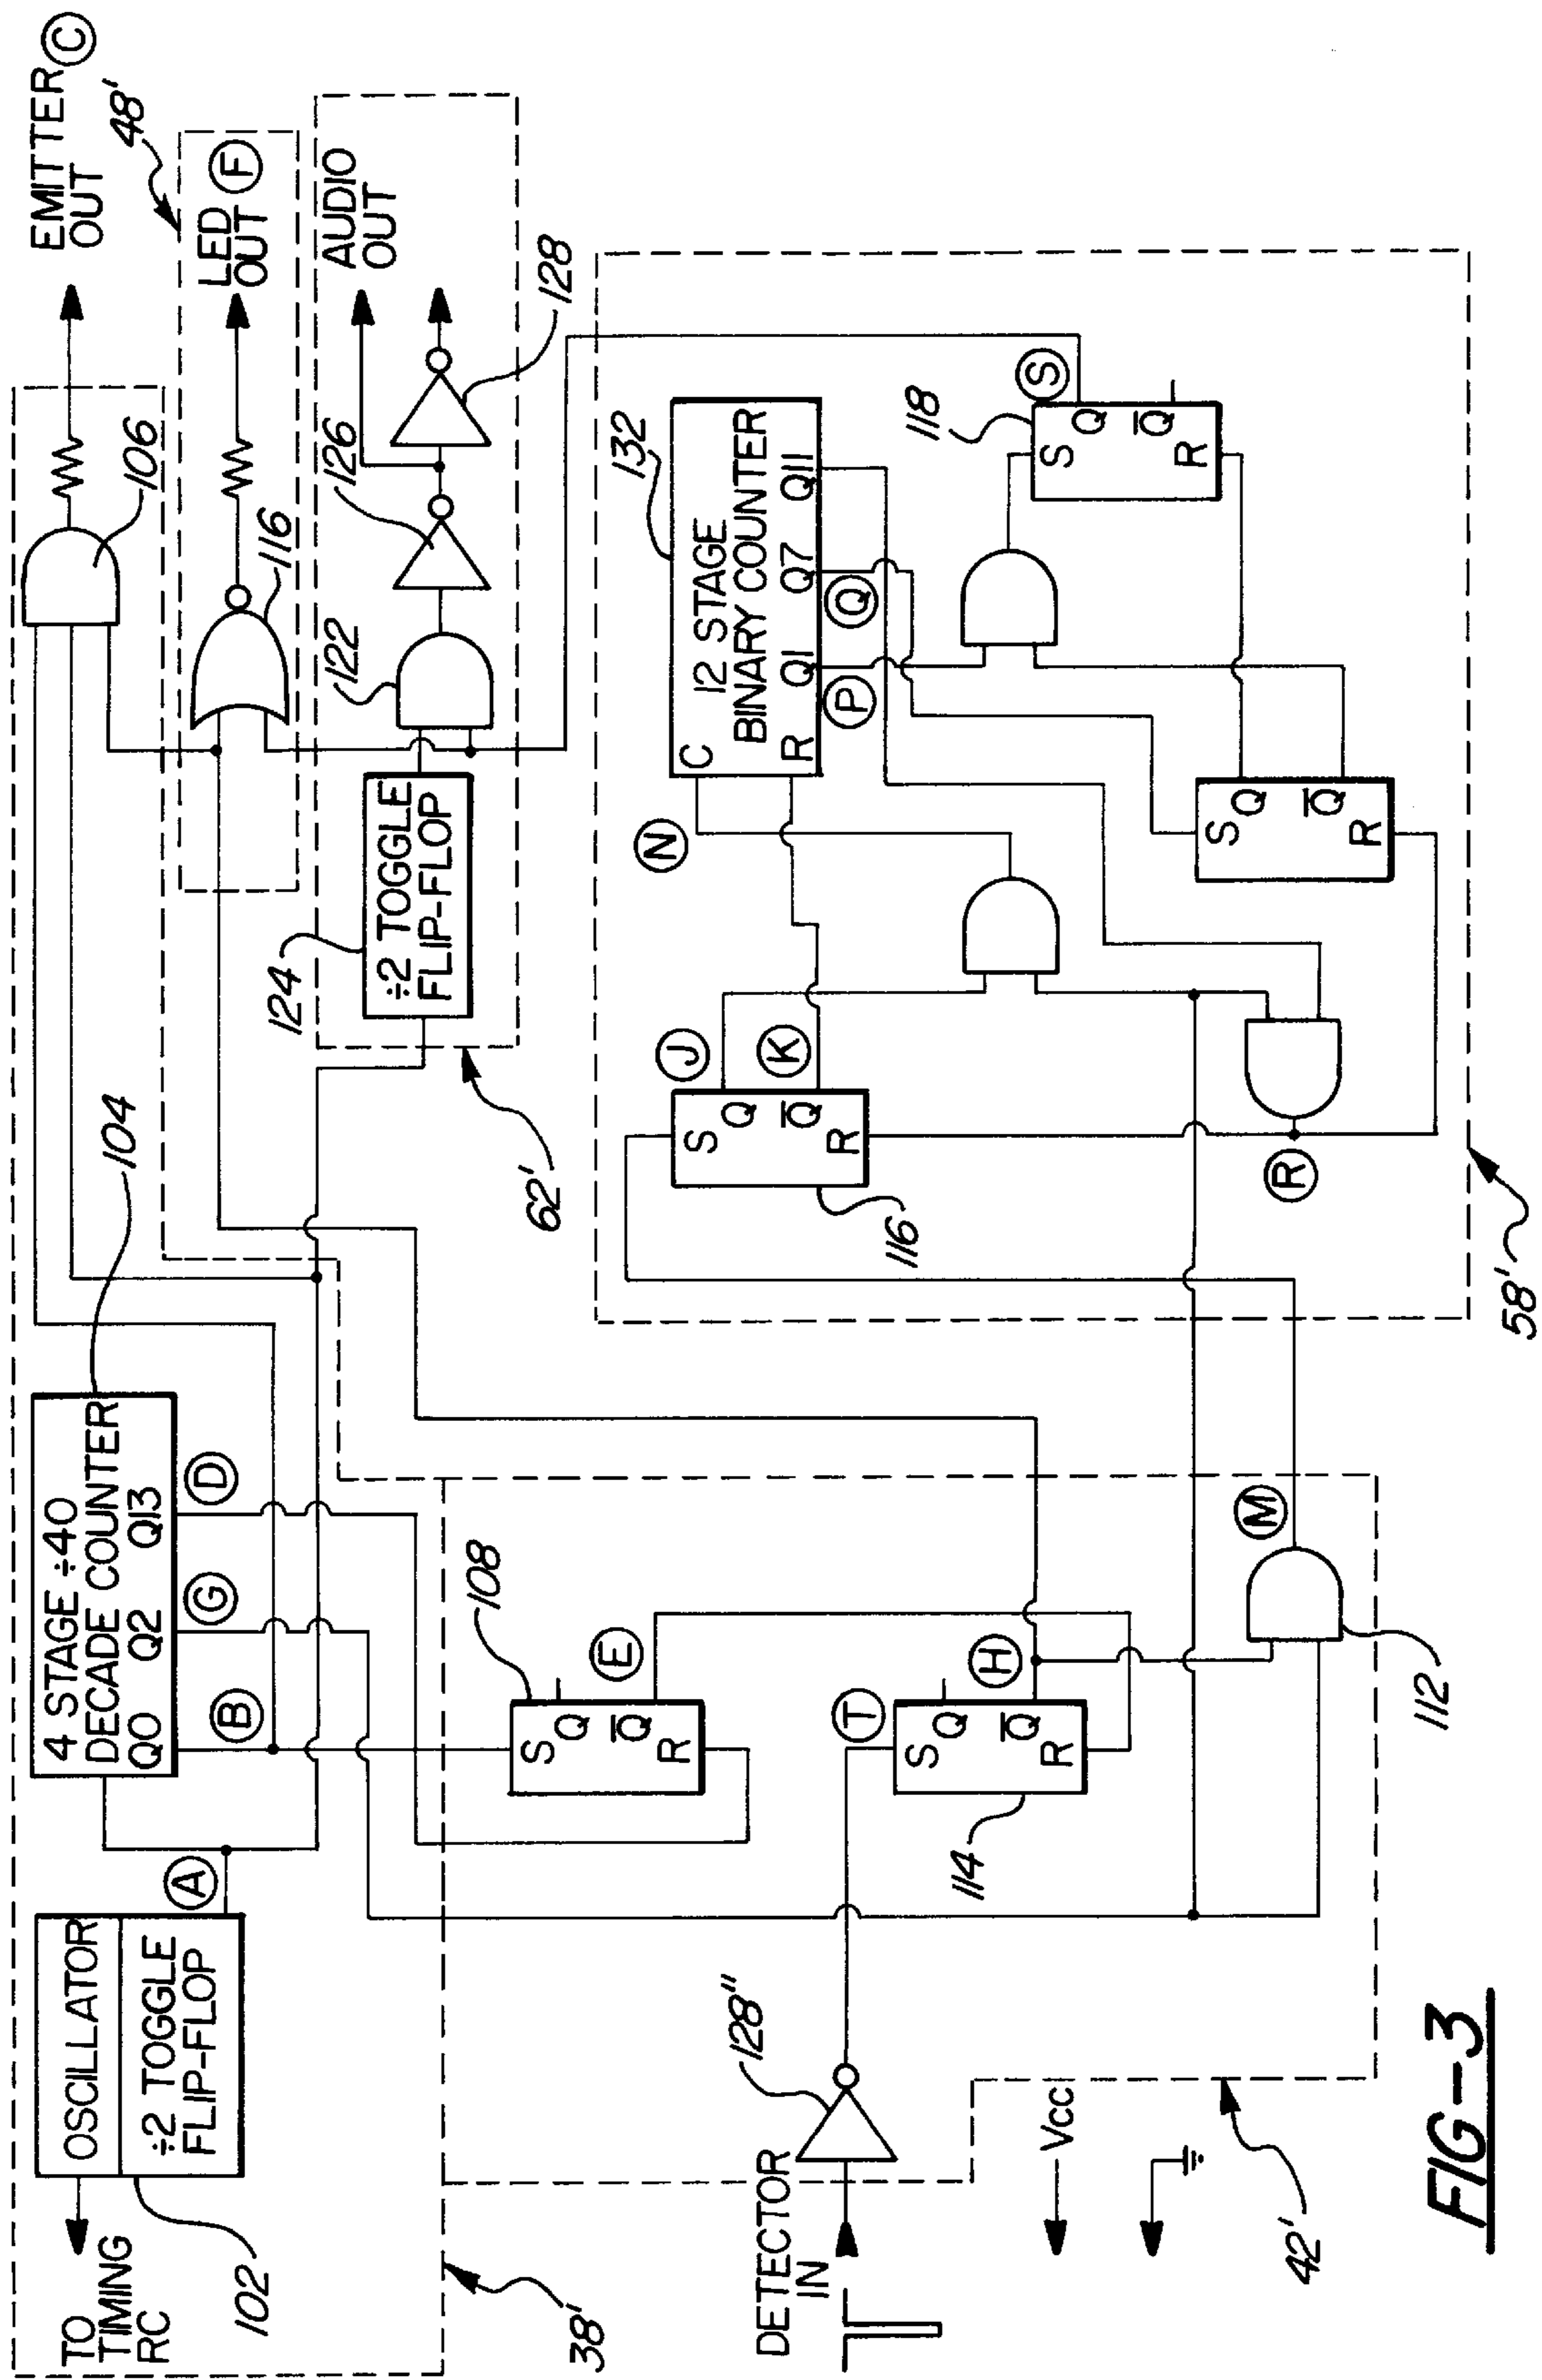 TO
TIMING
RC
102
OSCILLATOR
÷2 TOGGLE
FLIP-FLOP
A
4 STAGE ÷40
DECADE COUNTER
Q0 Q2 Q13
B
G
D
104
106
EMITTER C
OUT
48'
116
LED F
OUT
38'
124
÷2 TOGGLE
FLIP-FLOP
122
126
128
AUDIO
OUT
62'
108
S
Q
Q̅
R
E
DETECTOR
IN
128"
T
S
Q
Q̅
R
H
114
M
112
Vcc
42'
J
K
S
Q
Q̅
R
116
N
132
C
12 STAGE
BINARY COUNTER
R Q1 Q7 Q11
P
Q
118
S
S
Q
Q̅
R
S
Q
Q̅
R
R
58'
FIG-3